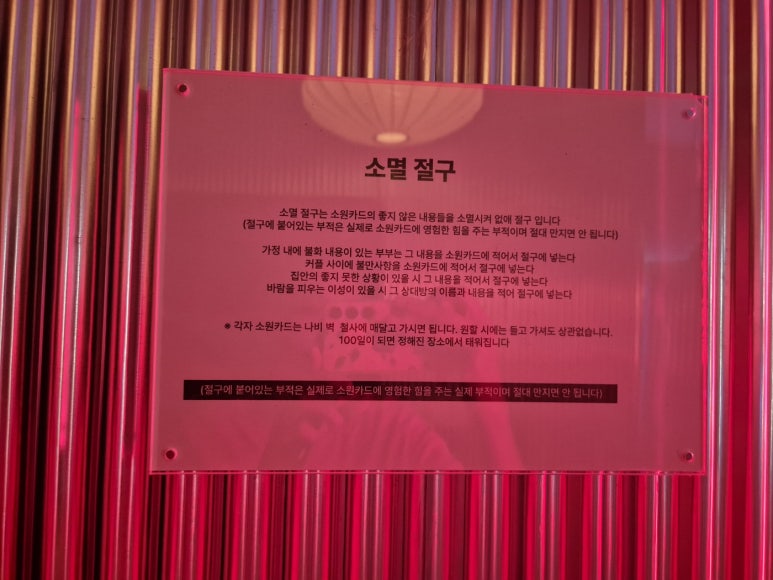 소멸 절구
소멸 절구는 소원카드의 좋지 않은 내용들을 소멸시켜 없애 절구 입니다
(절구에 붙어있는 부적은 실제로 소원카드에 영험한 힘을 주는 부적이며 절대 만지면 안 됩니다)
가정 내에 불화 내용이 있는 부부는 그 내용을 소원카드에 적어서 절구에 넣는다
커플 사이에 불만사항을 소원카드에 적어서 절구에 넣는다
집안의 좋지 못한 상황이 있을 시 그 내용을 적어서 절구에 넣는다
바람을 피우는 이성이 있을 시 그 상대방의 이름과 내용을 적어 절구에 넣는다
※ 각자 소원카드는 나비 벽 철사에 매달고 가시면 됩니다. 원할 시에는 들고 가셔도 상관없습니다.
100일이 되면 정해진 장소에서 태워집니다
(절구에 붙어있는 부적은 실제로 소원카드에 영험한 힘을 주는 실제 부적이며 절대 만지면 안 됩니다)